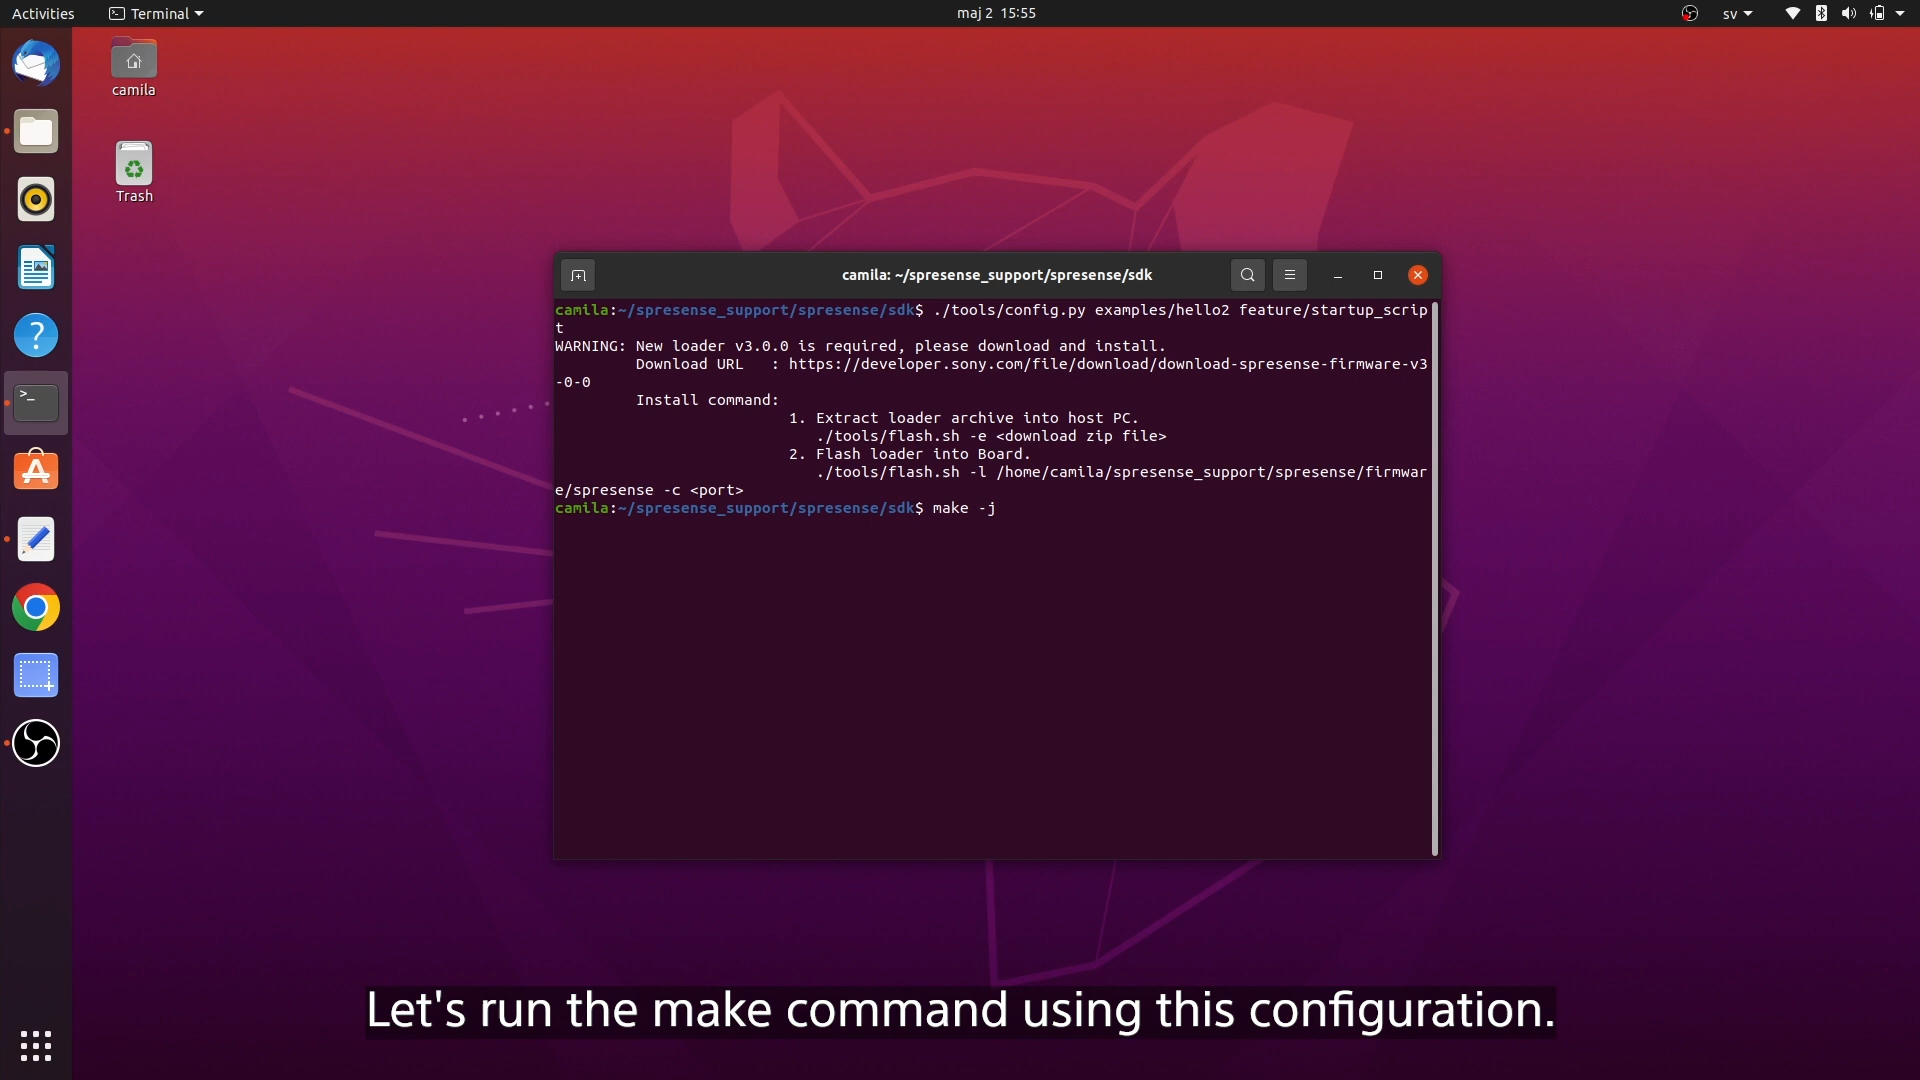 Activities
Terminal
maj 2 15:55
sv
camila
Trash
camila: ~/spresense_support/spresense/sdk
camila:~/spresense_support/spresense/sdk$ ./tools/config.py examples/hello2 feature/startup_scrip
t
WARNING: New loader v3.0.0 is required, please download and install.
Download URL : https://developer.sony.com/file/download/download-spresense-firmware-v3
-0-0
Install command:
1. Extract loader archive into host PC.
./tools/flash.sh -e <download zip file>
2. Flash loader into Board.
./tools/flash.sh -l /home/camila/spresense_support/spresense/firmwar
e/spresense -c <port>
camila:~/spresense_support/spresense/sdk$ make -j
Let's run the make command using this configuration.